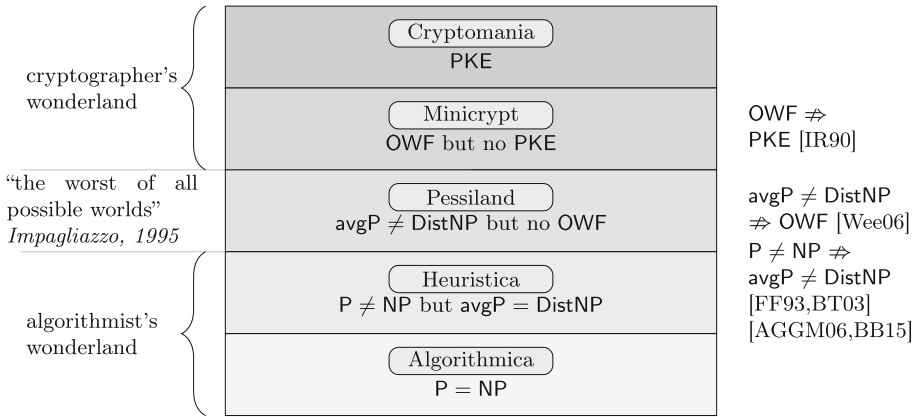 cryptographer's
wonderland
"the worst of all
possible worlds"
Impagliazzo, 1995
algorithmist's
wonderland
Cryptomania
PKE
Minicrypt
OWF but no PKE
Pessiland
avgP ≠ DistNP but no OWF
Heuristica
P ≠ NP but avgP = DistNP
Algorithmica
P = NP
OWF ⇏
PKE [IR90]
avgP ≠ DistNP
⇏ OWF [Wee06]
P ≠ NP ⇏
avgP ≠ DistNP
[FF93,BT03]
[AGGM06,BB15]